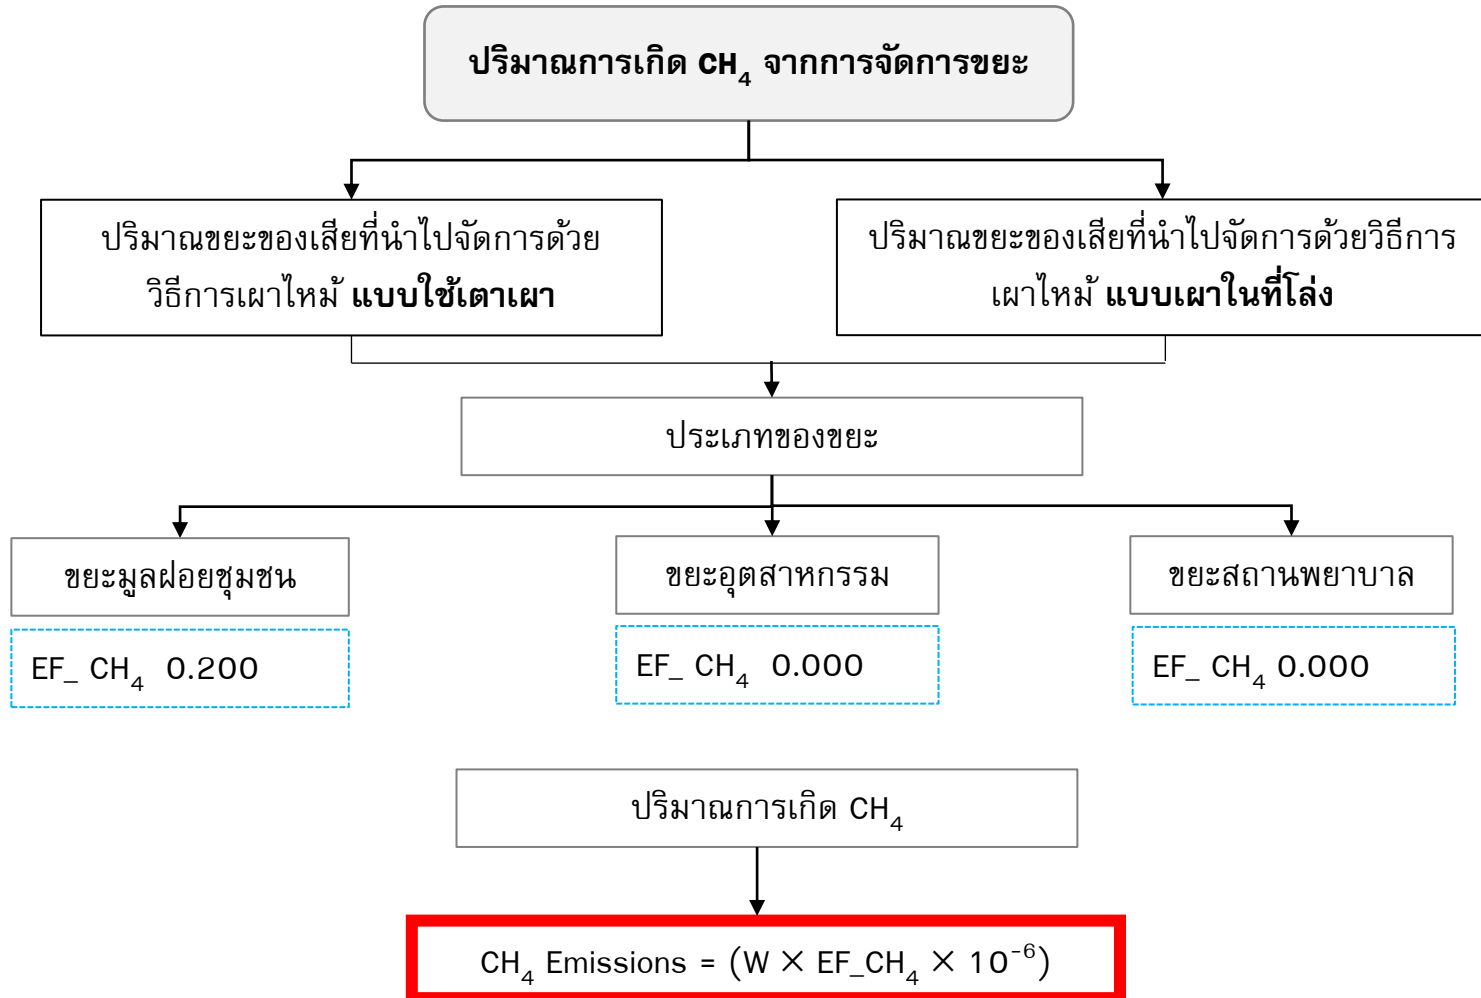 ปริมาณการเกิด CH₄ จากการจัดการขยะ
ปริมาณขยะของเสียที่นำไปจัดการด้วย
วิธีการเผาไหม้ แบบใช้เตาเผา
ปริมาณขยะของเสียที่นำไปจัดการด้วยวิธีการ
เผาไหม้ แบบเผาในที่โล่ง
ประเภทของขยะ
ขยะมูลฝอยชุมชน
EF_ CH₄ 0.200
ขยะอุตสาหกรรม
EF_ CH₄ 0.000
ขยะสถานพยาบาล
EF_ CH₄ 0.000
ปริมาณการเกิด CH₄
CH₄ Emissions = (W × EF_CH₄ × 10⁻⁶)